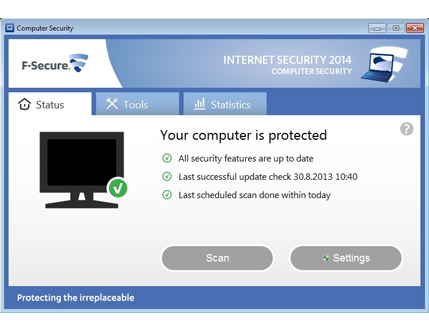 Computer Security
F-Secure.
INTERNET SECURITY 2014
COMPUTER SECURITY
Status
Tools
Statistics
Your computer is protected
?
All security features are up to date
Last successful update check 30.8.2013 10:40
Last scheduled scan done within today
Scan
Settings
Protecting the irreplaceable